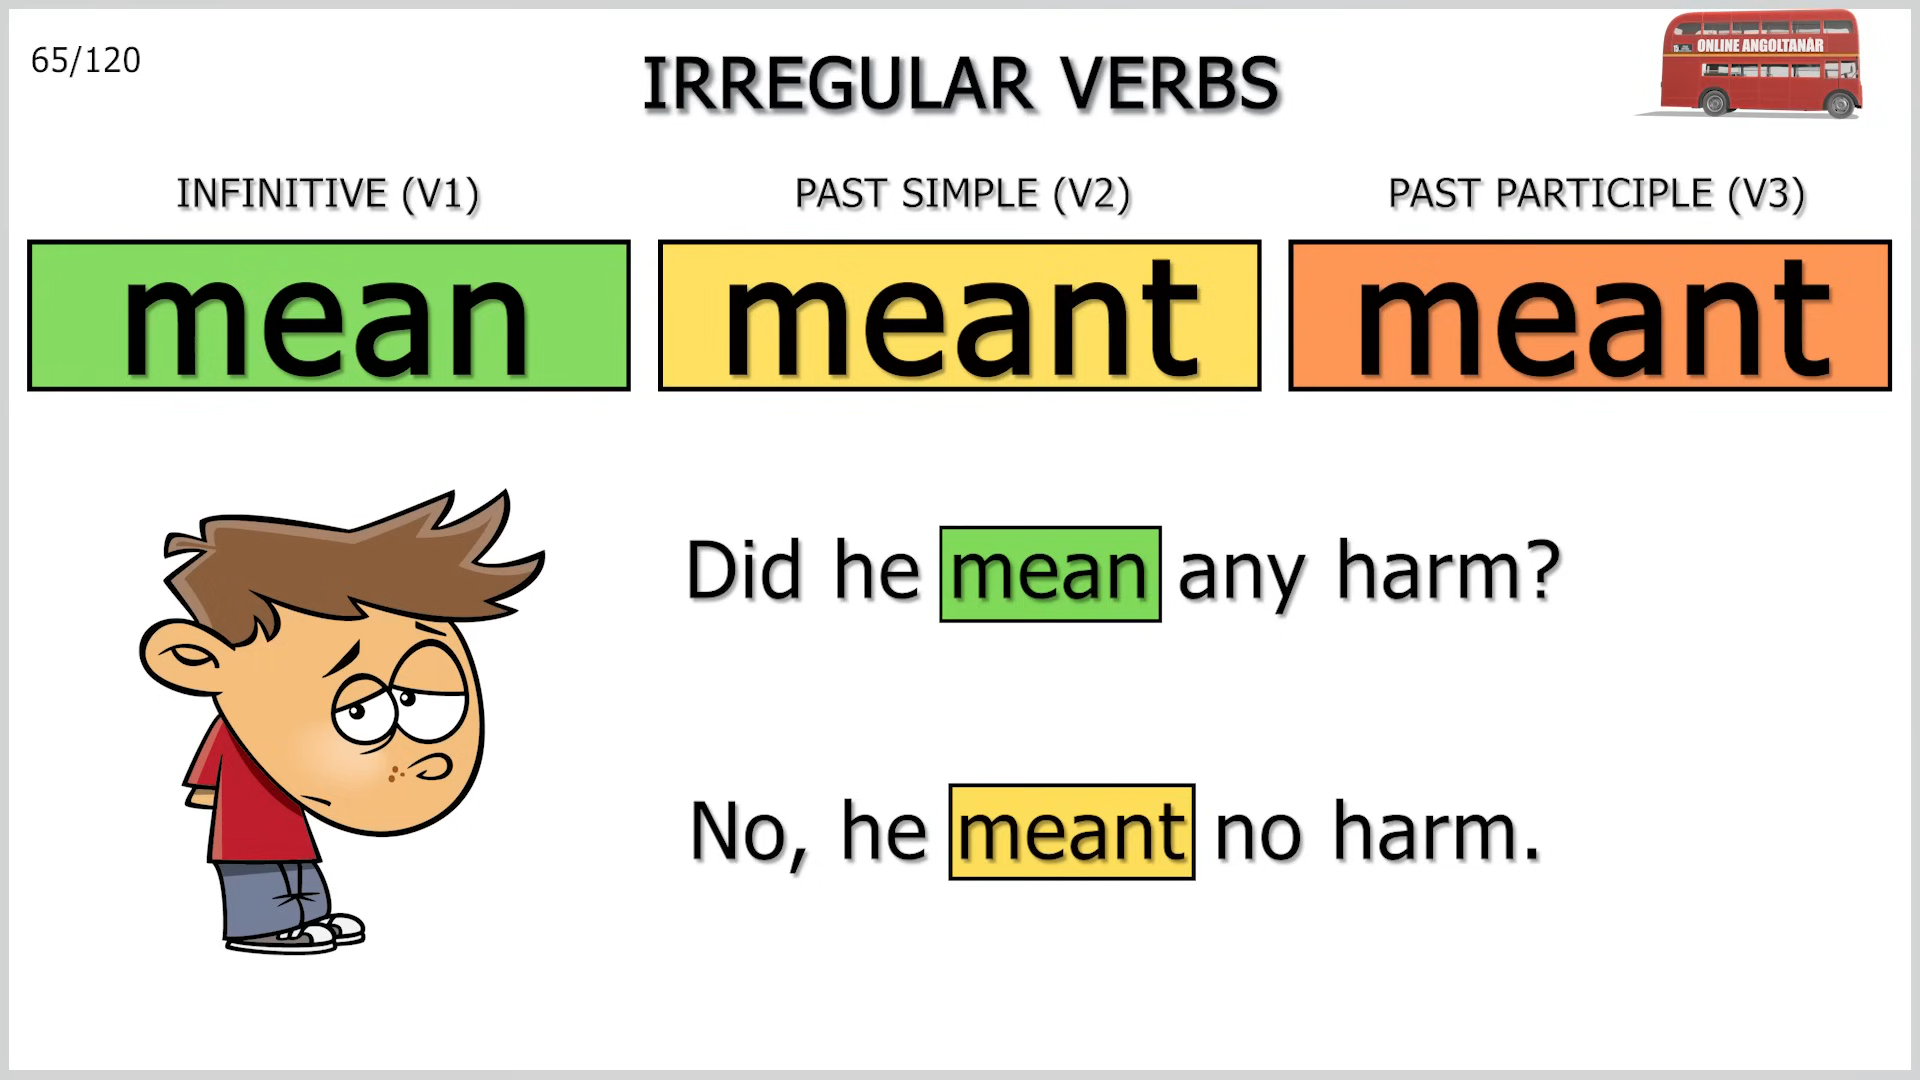 65/120
IRREGULAR VERBS
ONLINE ANGOLTANÁR
INFINITIVE (V1) PAST SIMPLE (V2) PAST PARTICIPLE (V3)
mean meant meant
Did he mean any harm?
No, he meant no harm.